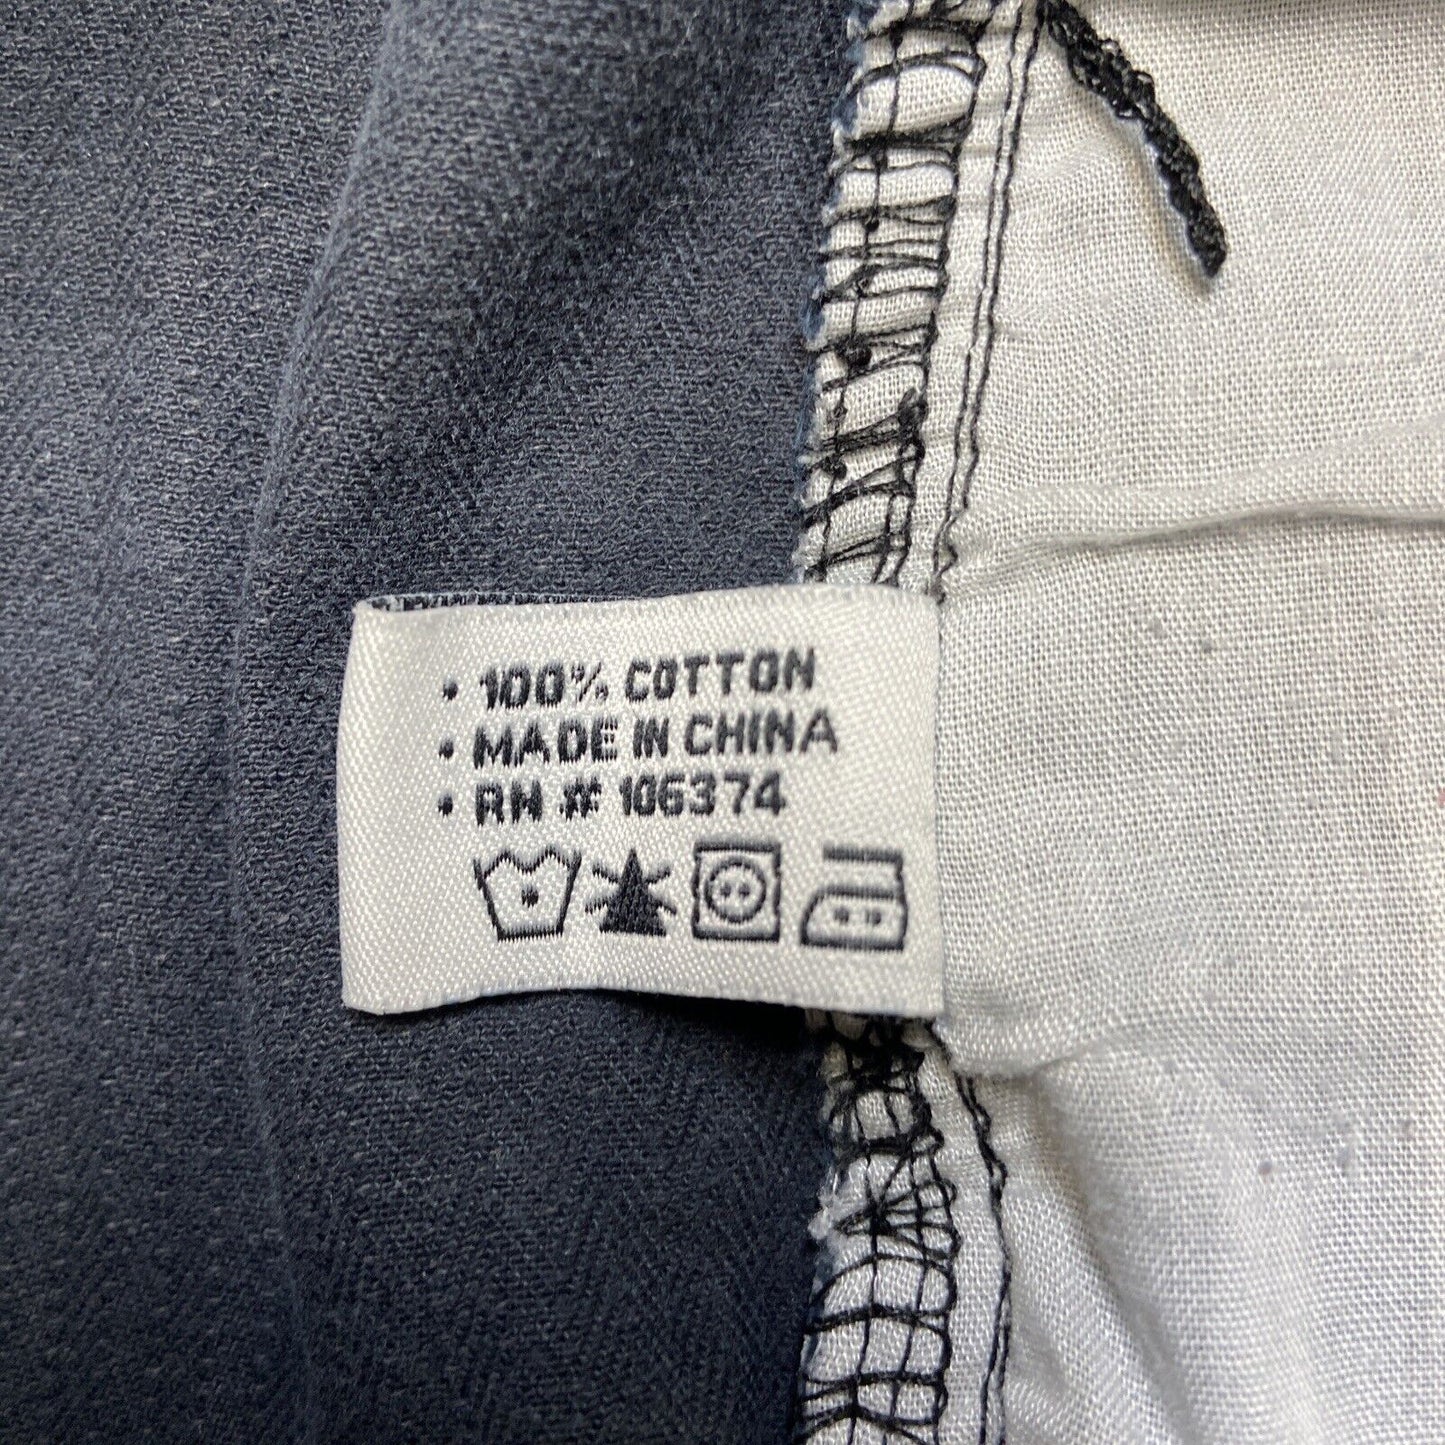 • 100% COTTON
• MADE IN CHINA
• RN # 106374